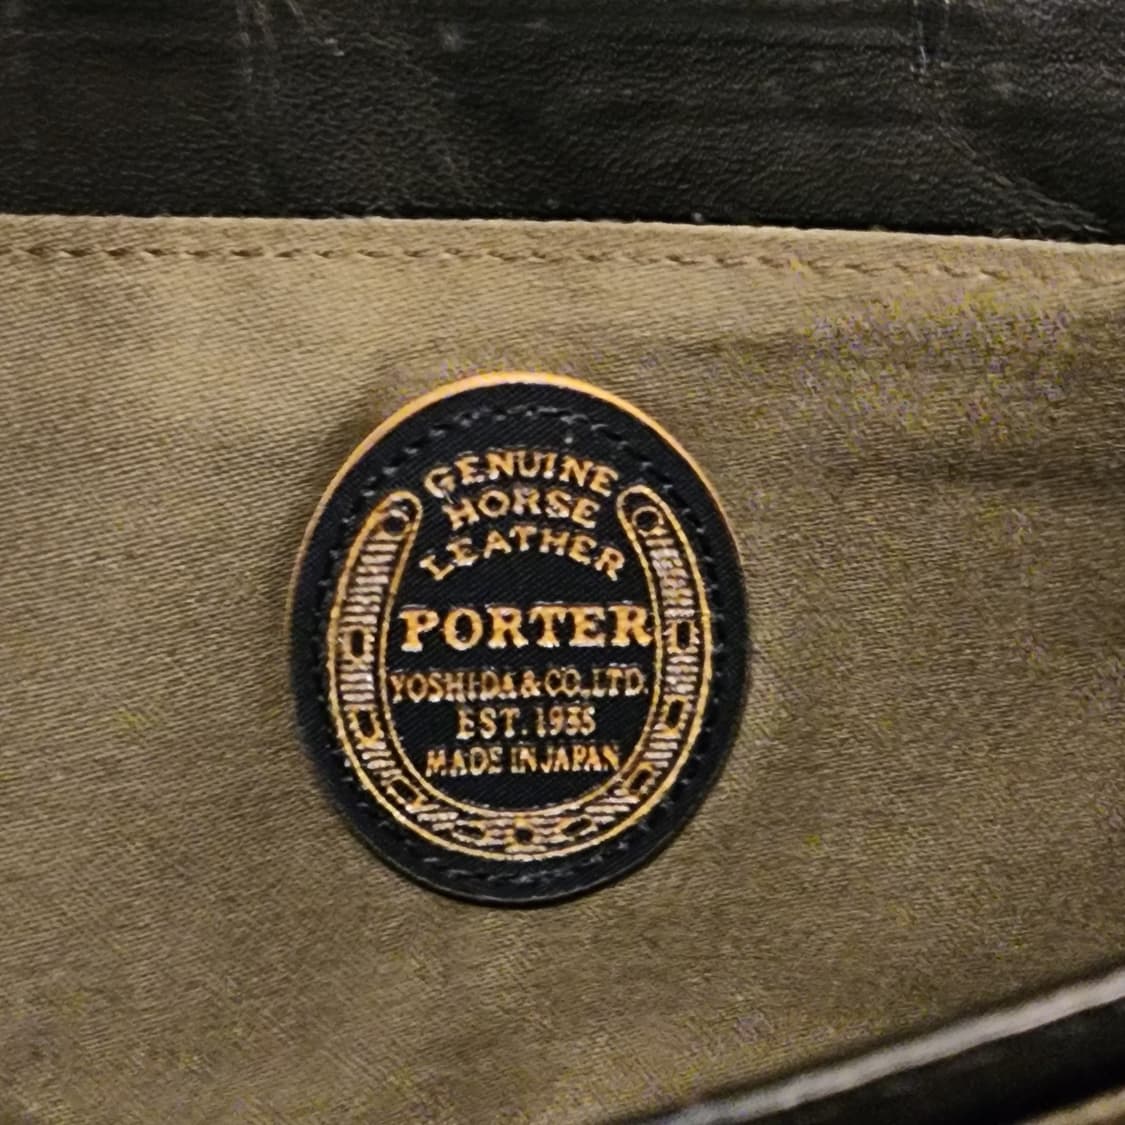 GENUINE
HORSE
LEATHER
PORTER
YOSHIDA & CO., LTD.
EST. 1935
MADE IN JAPAN